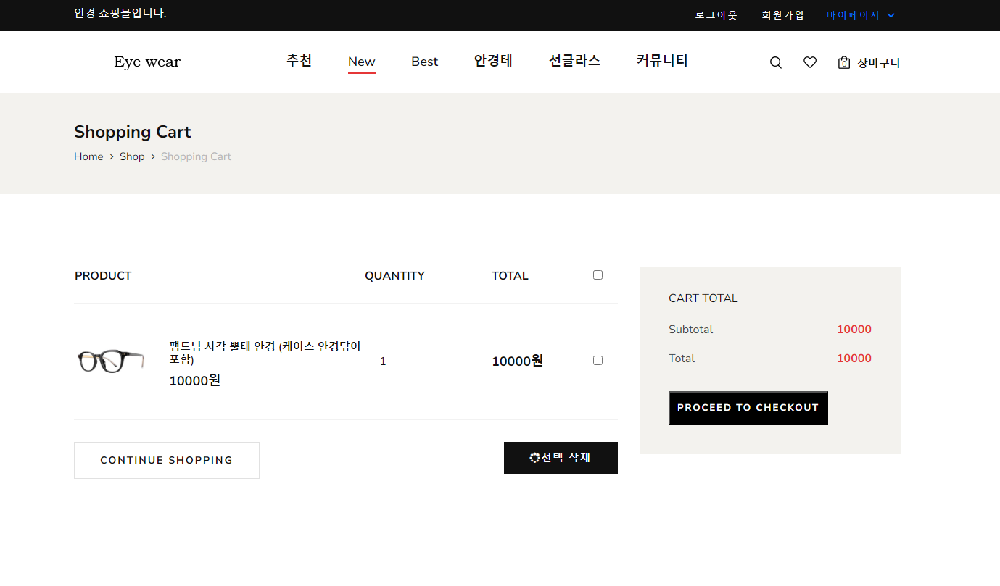 안경 쇼핑몰입니다.
로그아웃 회원가입 마이페이지
Eye wear
추천 New Best 안경테 선글라스 커뮤니티
0 장바구니
Shopping Cart
Home > Shop > Shopping Cart
PRODUCT QUANTITY TOTAL
팸드님 사각 뿔테 안경 (케이스 안경닦이
포함)
10000원
1
10000원
CONTINUE SHOPPING
선택 삭제
CART TOTAL
Subtotal 10000
Total 10000
PROCEED TO CHECKOUT